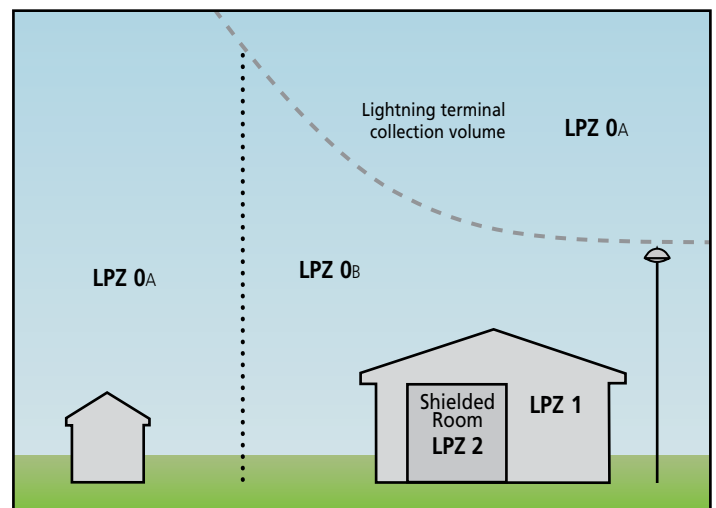 Lightning terminal
collection volume
LPZ 0A
LPZ 0A
LPZ 0B
Shielded
Room
LPZ 2
LPZ 1